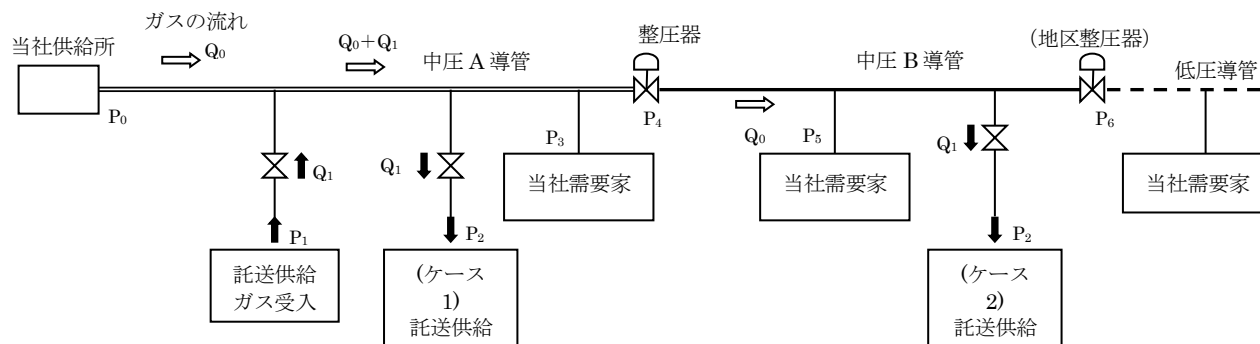 ガスの流れ
当社供給所
Q0
Q0+Q1
中圧 A 導管
整圧器
中圧 B 導管
(地区整圧器)
低圧導管
P0
Q1
P1
Q1
P2
P3
P4
Q0
P5
Q1
P2
P6
当社需要家
当社需要家
当社需要家
託送供給
ガス受入
(ケース
1)
託送供給
(ケース
2)
託送供給